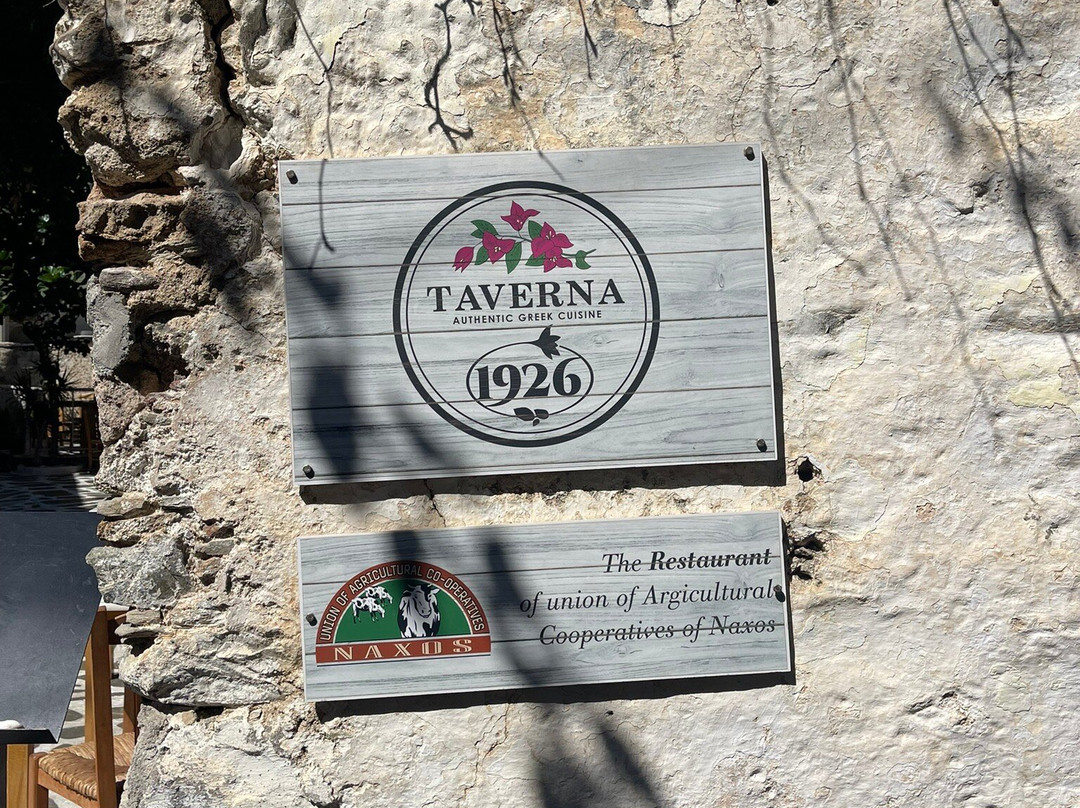 TAVERNA
AUTHENTIC GREEK CUISINE
1926
UNION OF AGRICULTURAL CO-OPERATIVES
NAXOS
The Restaurant
of union of Argicultural
Cooperatives of Naxos